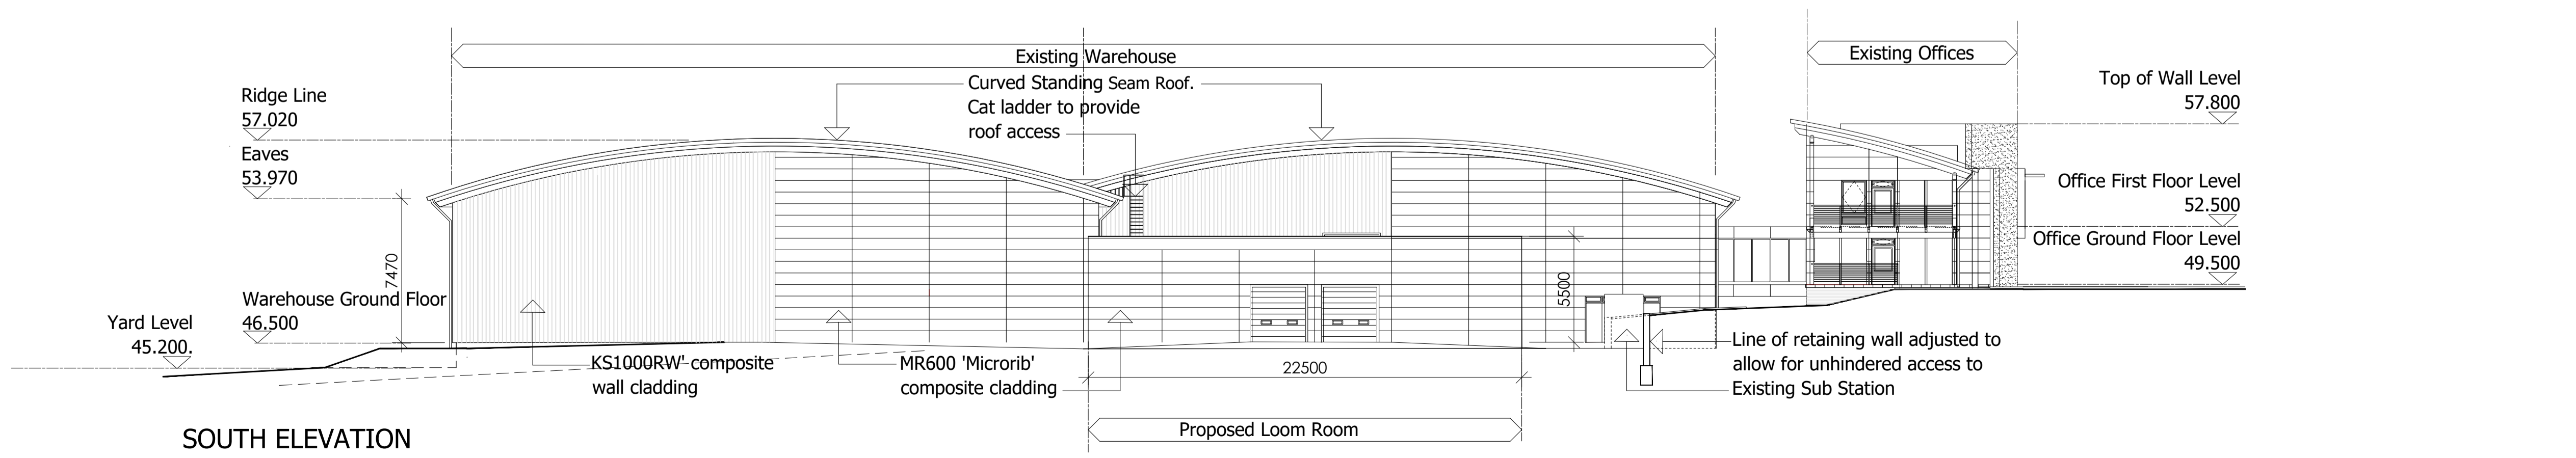 Existing Warehouse
Existing Offices
Curved Standing Seam Roof.
Cat ladder to provide
roof access
Ridge Line
57.020
Eaves
53.970
7470
Warehouse Ground Floor
46.500
Yard Level
45.200.
Top of Wall Level
57.800
Office First Floor Level
52.500
Office Ground Floor Level
49.500
5500
KS1000RW' composite
wall cladding
MR600 'Microrib'
composite cladding
22500
Line of retaining wall adjusted to
allow for unhindered access to
Existing Sub Station
Proposed Loom Room
SOUTH ELEVATION